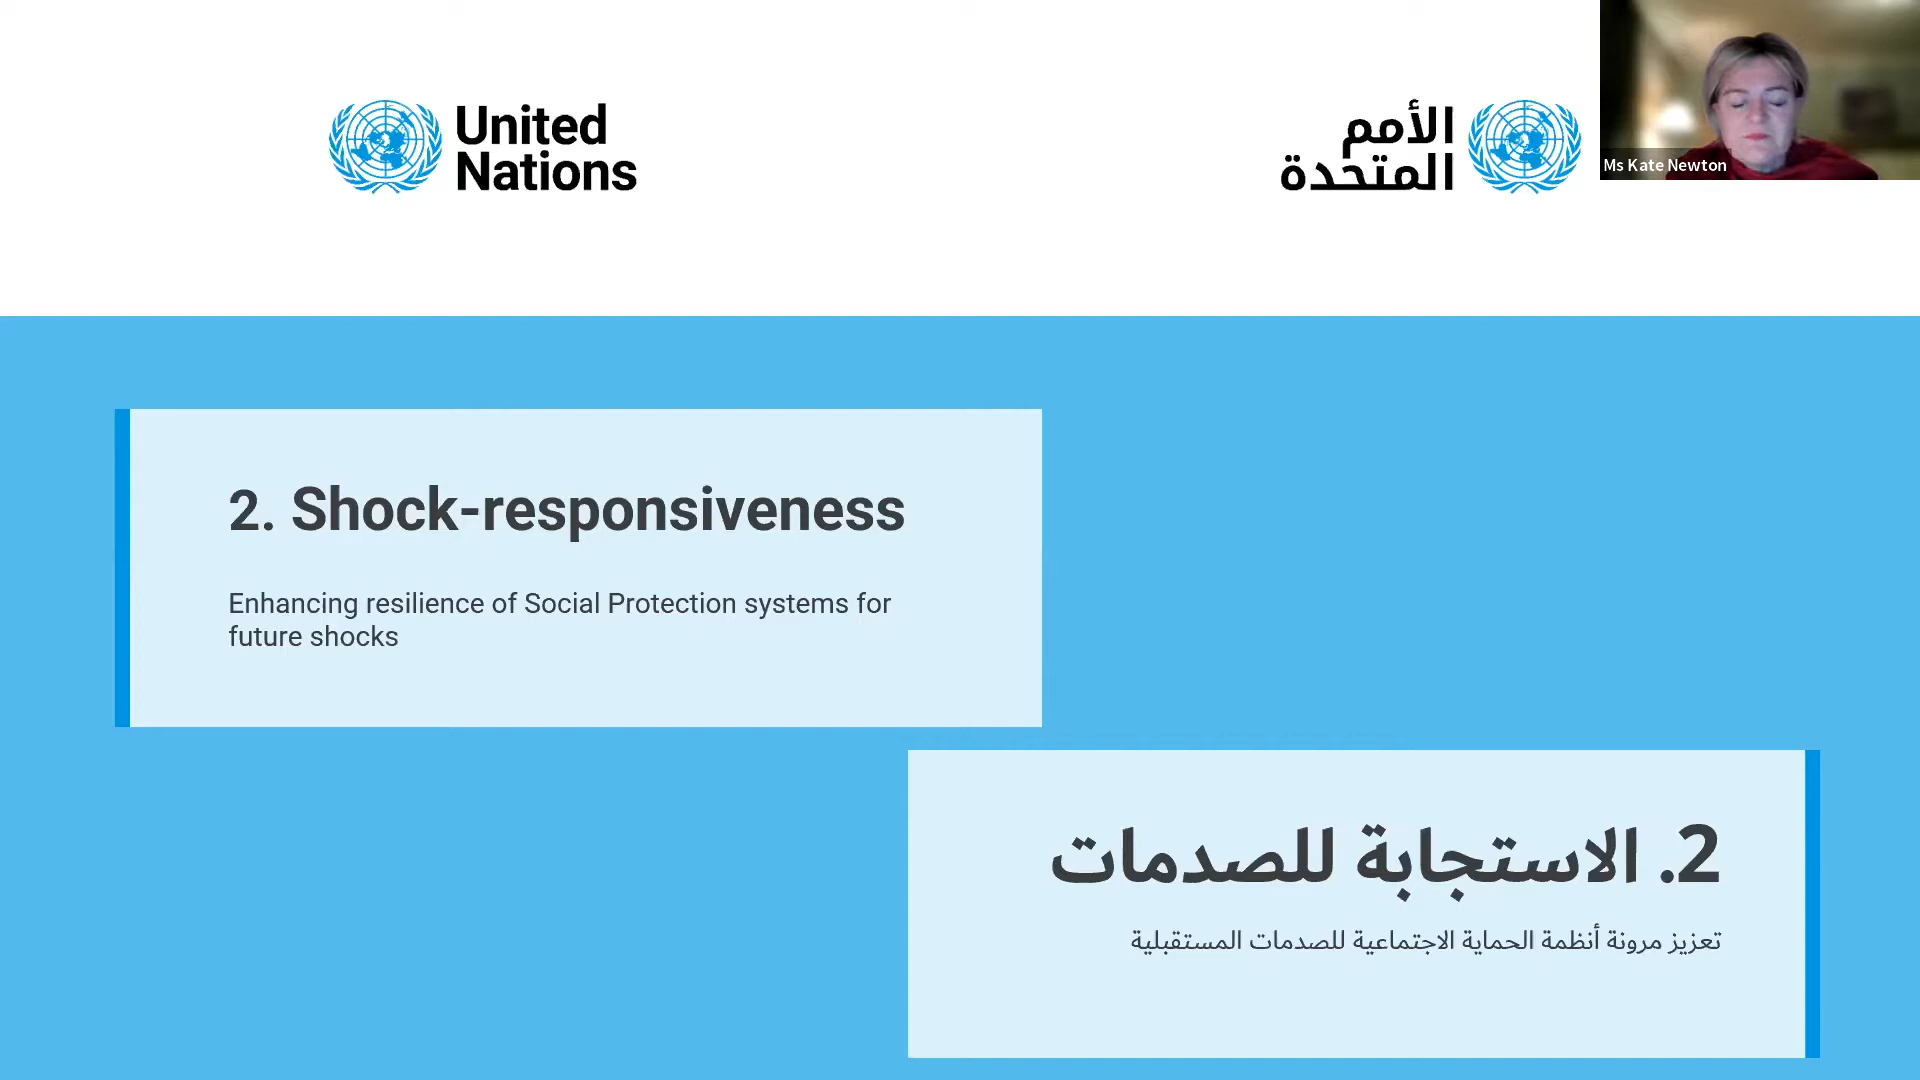 United
Nations
الأمم
المتحدة
Ms Kate Newton
2. Shock-responsiveness
Enhancing resilience of Social Protection systems for
future shocks
2. الاستجابة للصدمات
تعزيز مرونة أنظمة الحماية الاجتماعية للصدمات المستقبلية